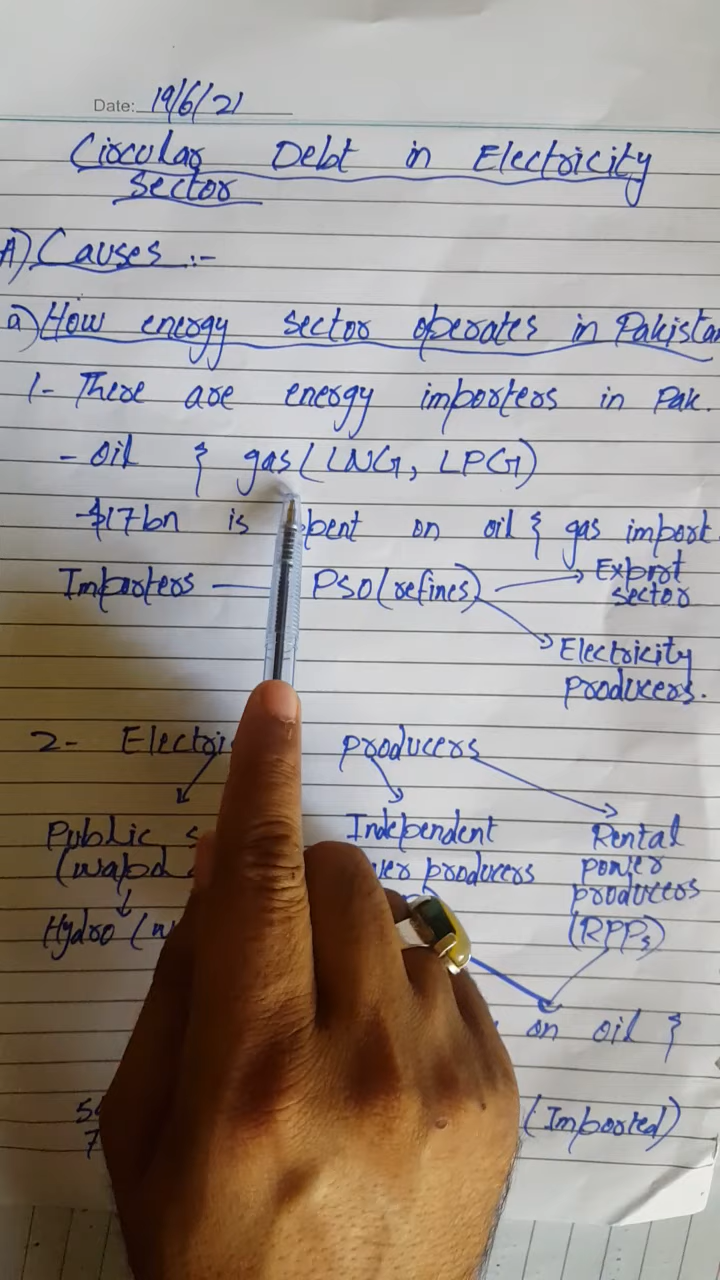 Date: 19/6/21
Circular Debt in Electricity
Sector
A) Causes :-
a) How energy sector operates in Pakistan
1- There are energy importers in Pak.
- Oil & gas (LNG, LPG)
- $17bn is spent on oil & gas import.
Importers — PSO (refines) → Export sector
→ Electricity producers.
2- Electri producers
Public Independent Rental
(wapda producers power
producers
Hydro ( (RPPs)
on oil &
(Imported)